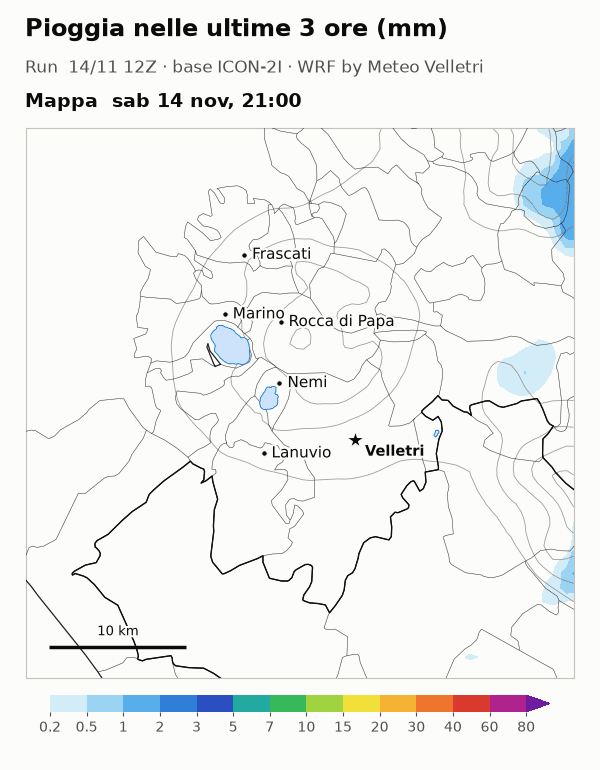 Pioggia nelle ultime 3 ore (mm)
Run 14/11 12Z · base ICON-2I · WRF by Meteo Velletri
Mappa sab 14 nov, 21:00
Frascati
Marino
Rocca di Papa
Nemi
Velletri
Lanuvio
10 km
0.2 0.5 1 2 3 5 7 10 15 20 30 40 60 80